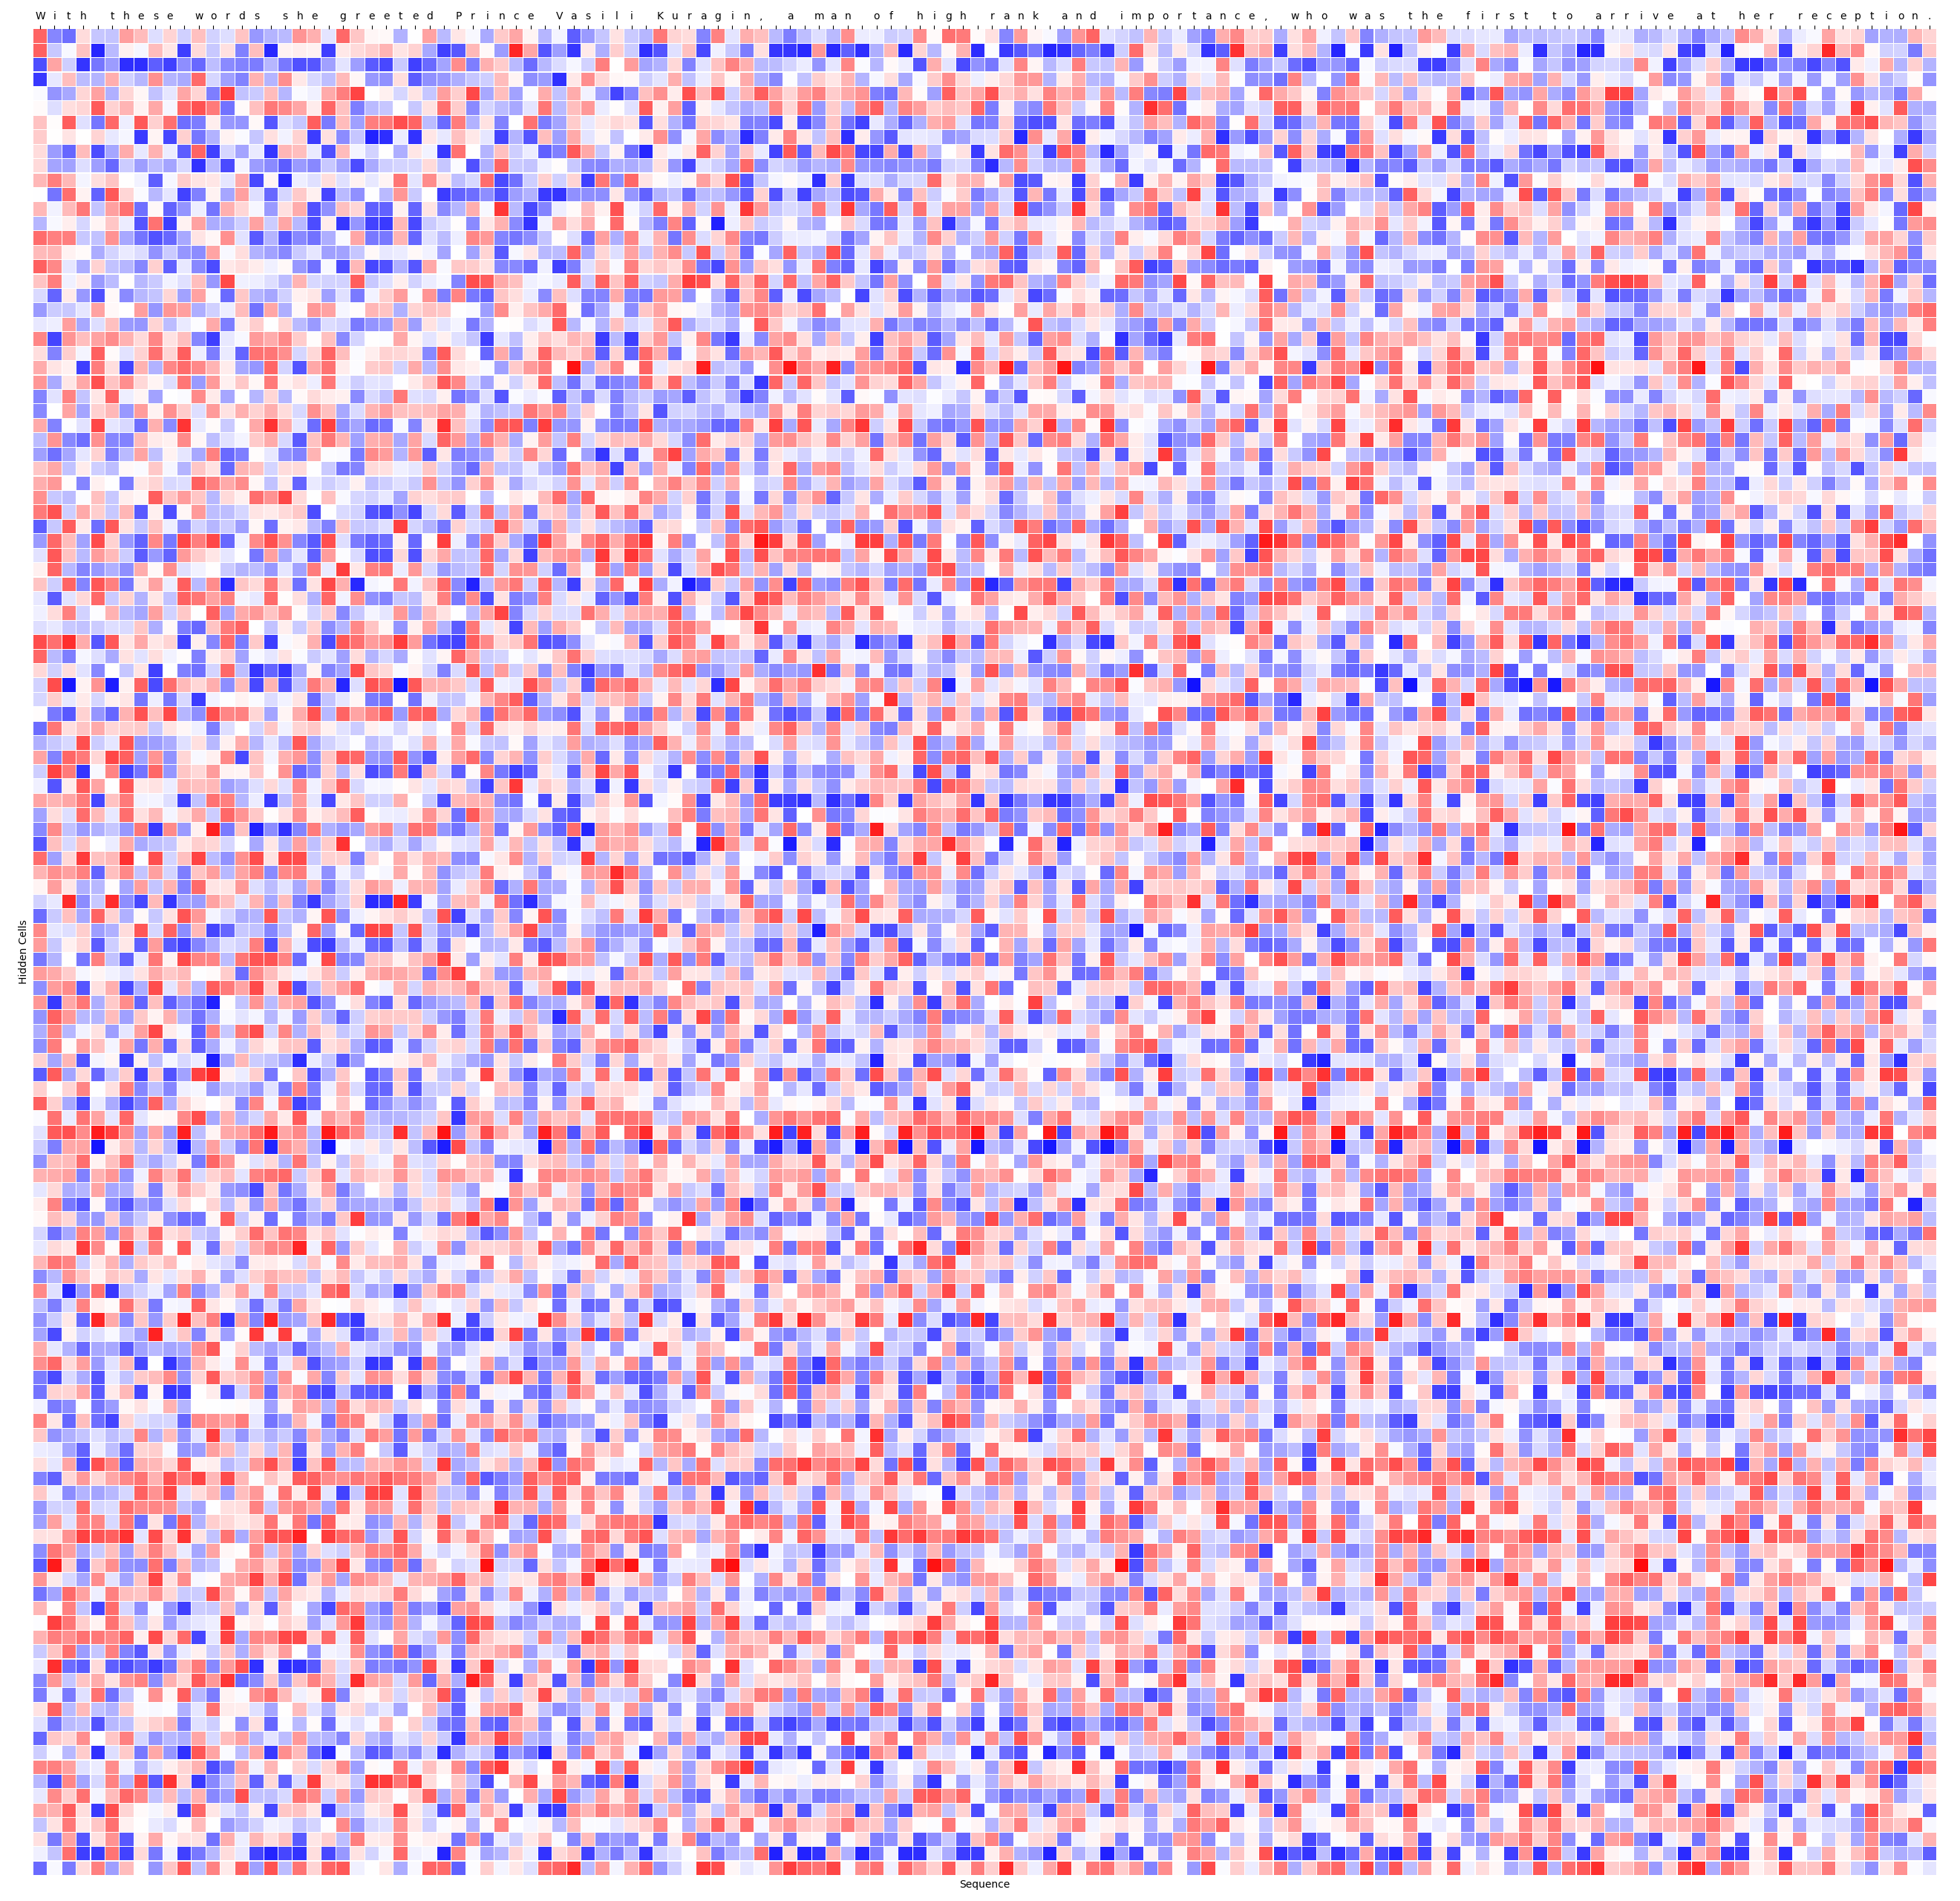 With these words she greeted Prince Vasili Kuragin, a man of high rank and importance, who was the first to arrive at her reception.
Hidden Cells
Sequence